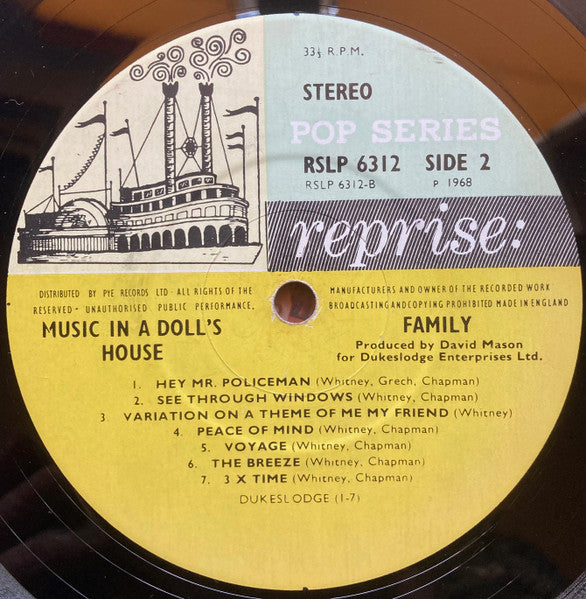 33⅓ R.P.M.
STEREO
POP SERIES
RSLP 6312 SIDE 2
RSLP 6312-B P 1968
reprise:
DISTRIBUTED BY PYE RECORDS LTD · ALL RIGHTS OF THE MANUFACTURERS AND OWNER OF THE RECORDED WORK
RESERVED - UNAUTHORISED PUBLIC PERFORMANCE, BROADCASTING AND COPYING PROHIBITED MADE IN ENGLAND
MUSIC IN A DOLL'S
HOUSE
FAMILY
Produced by David Mason
for Dukeslodge Enterprises Ltd.
1. HEY MR. POLICEMAN (Whitney, Grech, Chapman)
2. SEE THROUGH WINDOWS (Whitney, Chapman)
3. VARIATION ON A THEME OF ME MY FRIEND (Whitney)
4. PEACE OF MIND (Whitney, Chapman)
5. VOYAGE (Whitney, Chapman)
6. THE BREEZE (Whitney, Chapman)
7. 3 X TIME (Whitney, Chapman)
DUKESLODGE (1-7)